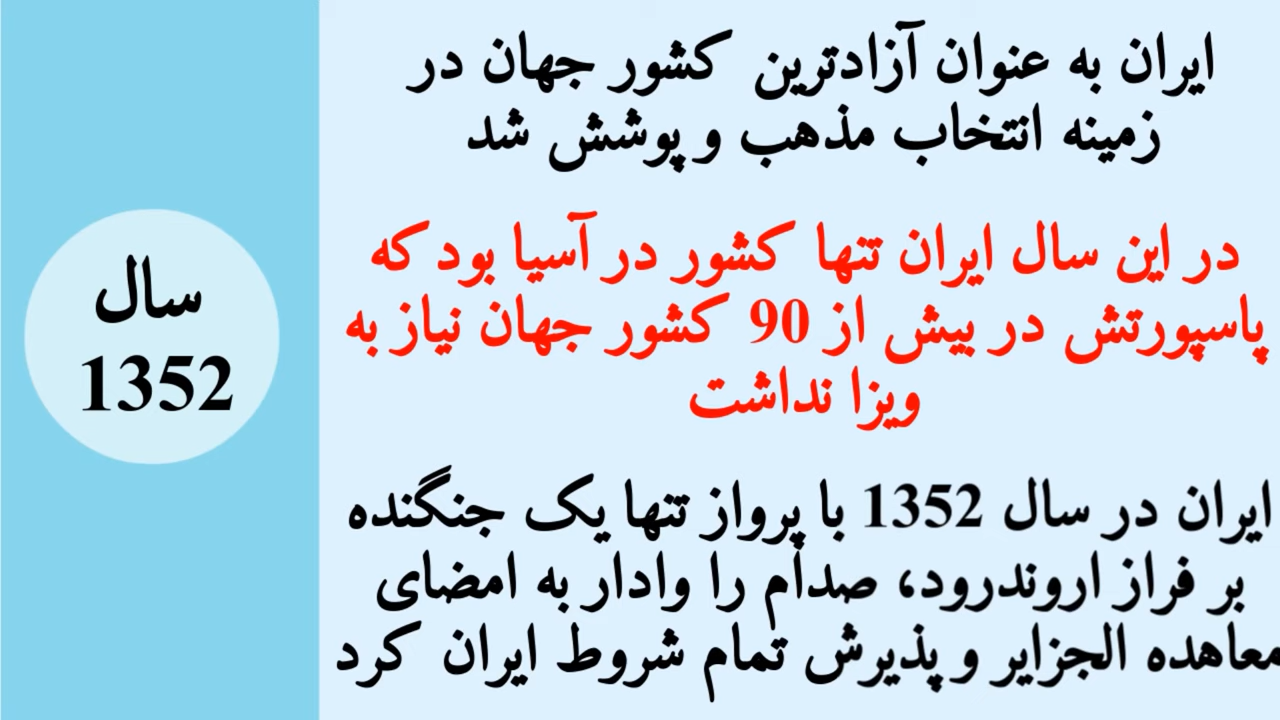 سال
1352
ایران به عنوان آزادترین کشور جهان در
زمینه انتخاب مذهب و پوشش شد
در این سال ایران تنها کشور در آسیا بود که
پاسپورتش در بیش از 90 کشور جهان نیاز به
ویزا نداشت
ایران در سال 1352 با پرواز تنها یک جنگنده
بر فراز اروندرود، صدام را وادار به امضای
معاهده الجزایر و پذیرش تمام شروط ایران کرد